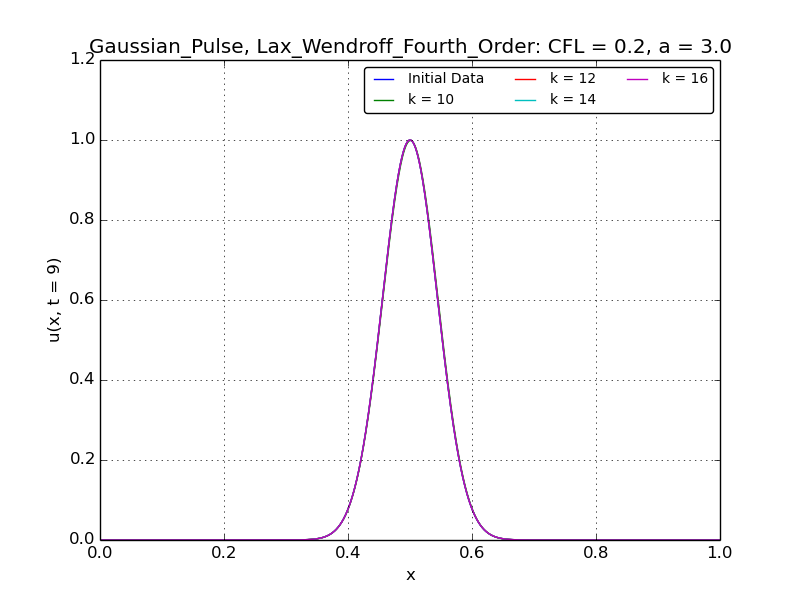 Gaussian_Pulse, Lax_Wendroff_Fourth_Order: CFL = 0.2, a = 3.0
Initial Data
k = 10
k = 12
k = 14
k = 16
u(x, t = 9)
1.2
1.0
0.8
0.6
0.4
0.2
0.0
0.0 0.2 0.4 0.6 0.8 1.0
x